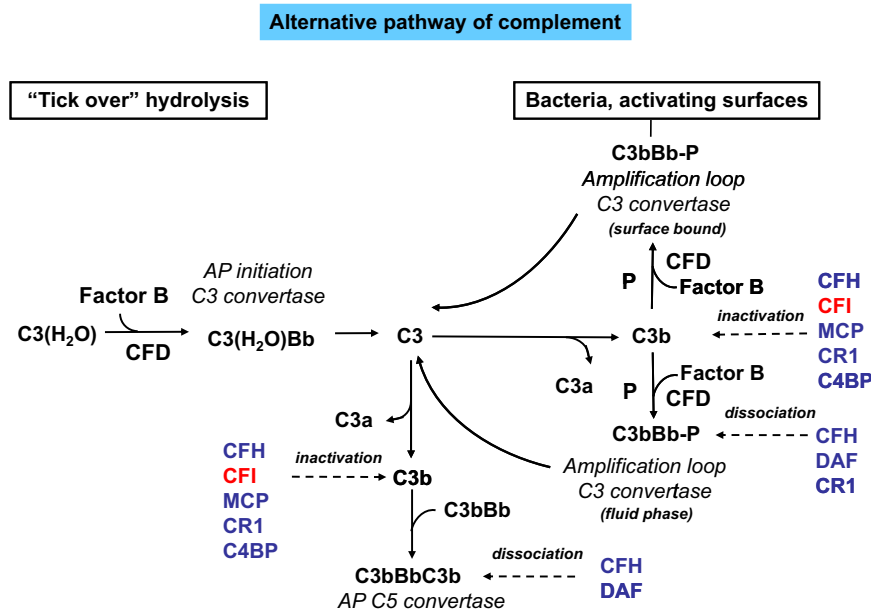 Alternative pathway of complement
“Tick over” hydrolysis
Bacteria, activating surfaces
C3bBb-P
Amplification loop
C3 convertase
(surface bound)
AP initiation
C3 convertase
P
CFD
Factor B
Factor B
C3(H₂O)
CFD
C3(H₂O)Bb
C3
C3a
C3b
inactivation
CFH
CFI
MCP
CR1
C4BP
P
Factor B
CFD
C3bBb-P
dissociation
CFH
DAF
CR1
Amplification loop
C3 convertase
(fluid phase)
C3a
CFH
CFI
MCP
CR1
C4BP
inactivation
C3b
C3bBb
C3bBbC3b
AP C5 convertase
dissociation
CFH
DAF